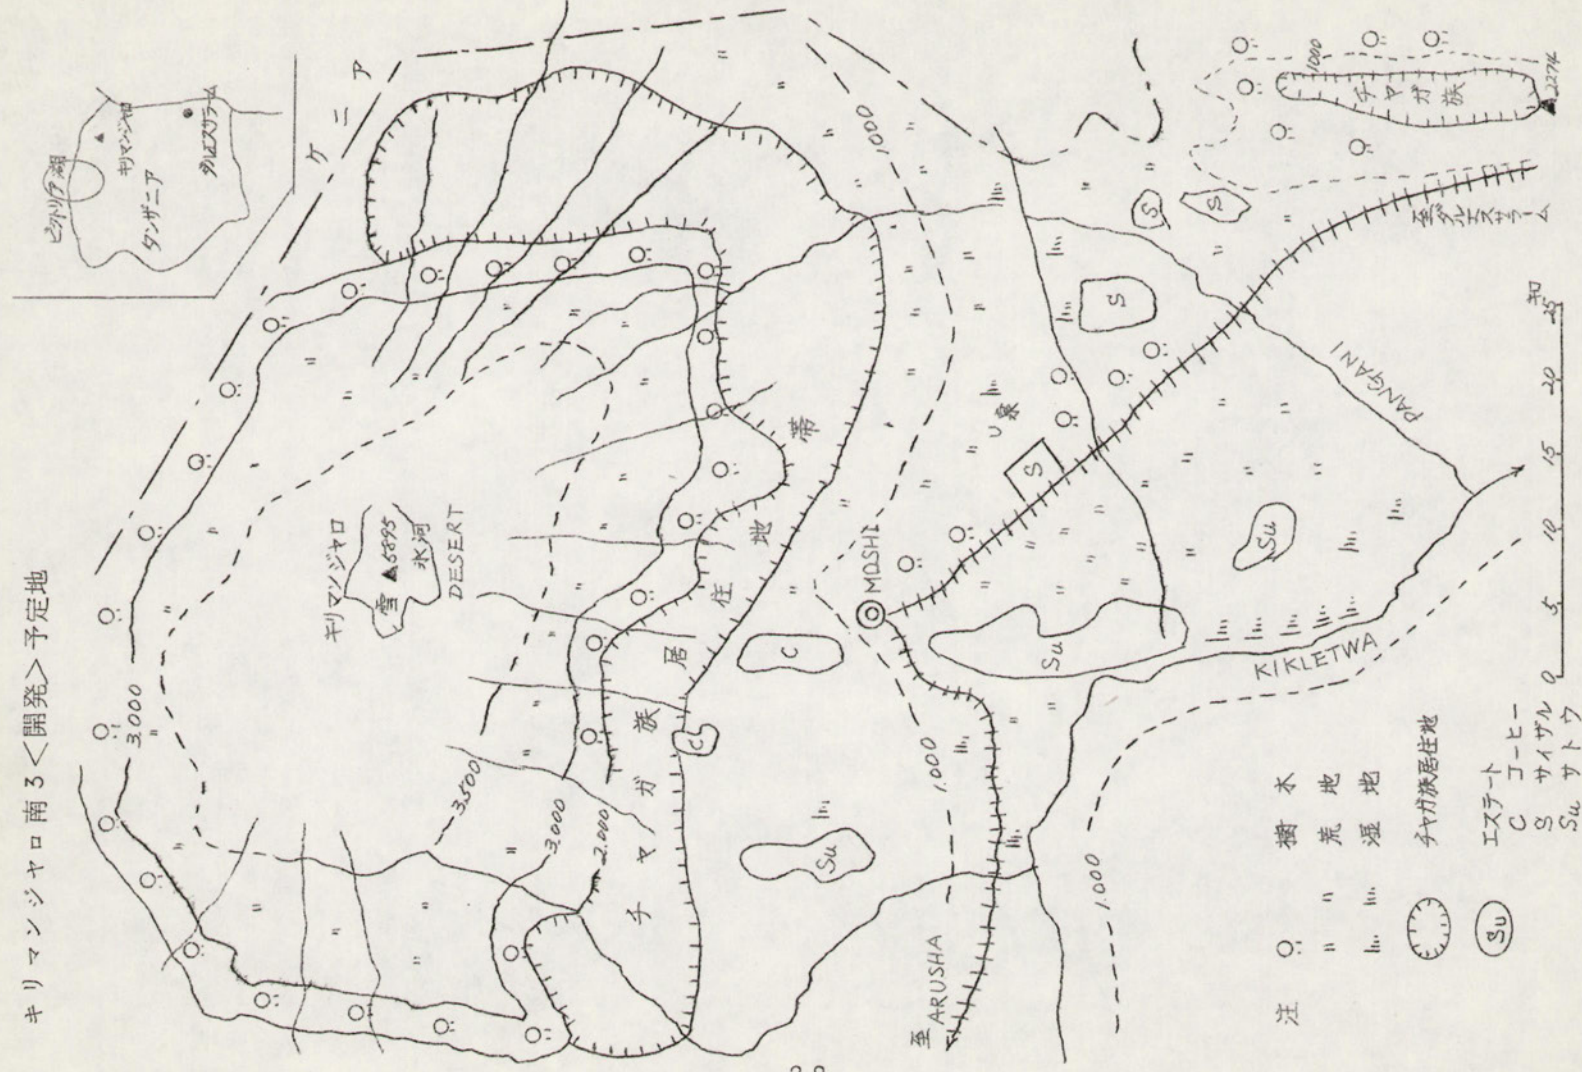 キリマンジャロ南3<開発>予定地
ビクトリア湖
キリマンジャロ
タンザニア
ダルエスサラーム
ケニア
3.000
キリマンジャロ
雪 ▲5895
氷河
DESERT
3.500
3.000
2.000
チャガ族居住地帯
C
C
Su
MOSHI
1.000
1.000
1.000
至ARUSHA
Su
S
U泉
S
S
S
Su
KIKLETWA
PANGANI
至ダルエスサラーム
1000
チャガ族
▲2274
0 5 10 15 20 25
注
樹木
〃 荒地
湿地
チャガ族居住地
Su エステート
C コーヒー
S サイザル
Su サトウ